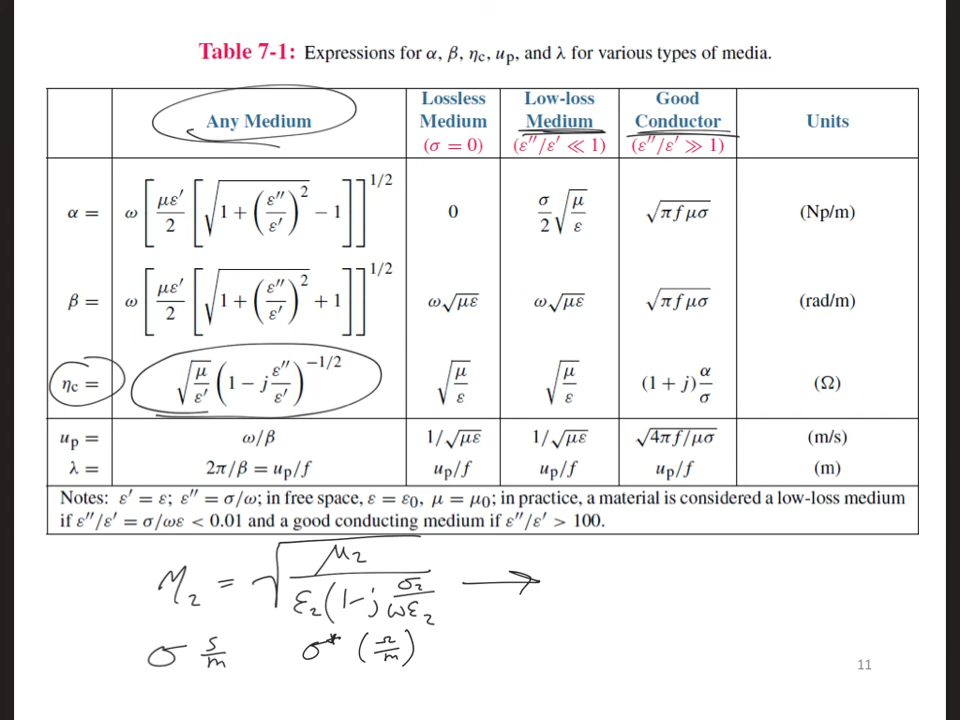 Table 7-1: Expressions for α, β, ηc, up, and λ for various types of media.
Any Medium
Lossless Medium (σ = 0)
Low-loss Medium (ε″/ε′ ≪ 1)
Good Conductor (ε″/ε′ ≫ 1)
Units
α = ω [ με′/2 [ √(1 + (ε″/ε′)²) − 1 ] ]^1/2   0   σ/2 √(μ/ε)   √(πfμσ)   (Np/m)
β = ω [ με′/2 [ √(1 + (ε″/ε′)²) + 1 ] ]^1/2   ω√(με)   ω√(με)   √(πfμσ)   (rad/m)
ηc = √(μ/ε′) (1 − j ε″/ε′)^−1/2   √(μ/ε)   √(μ/ε)   (1 + j) α/σ   (Ω)
up = ω/β   1/√(με)   1/√(με)   √(4πf/μσ)   (m/s)
λ = 2π/β = up/f   up/f   up/f   up/f   (m)
Notes: ε′ = ε; ε″ = σ/ω; in free space, ε = ε0, μ = μ0; in practice, a material is considered a low-loss medium
if ε″/ε′ = σ/ωε < 0.01 and a good conducting medium if ε″/ε′ > 100.
η2 = √( μ2 / ε2(1 − j σ2/ωε2 ) →
σ S/m   σ* (Ω/m)
11